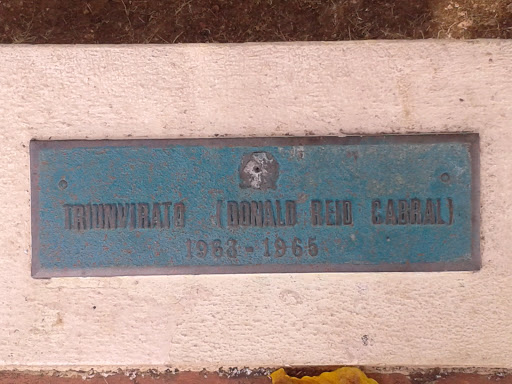 TRIUNVIRATO (DONALD REID CABRAL)
1963-1965